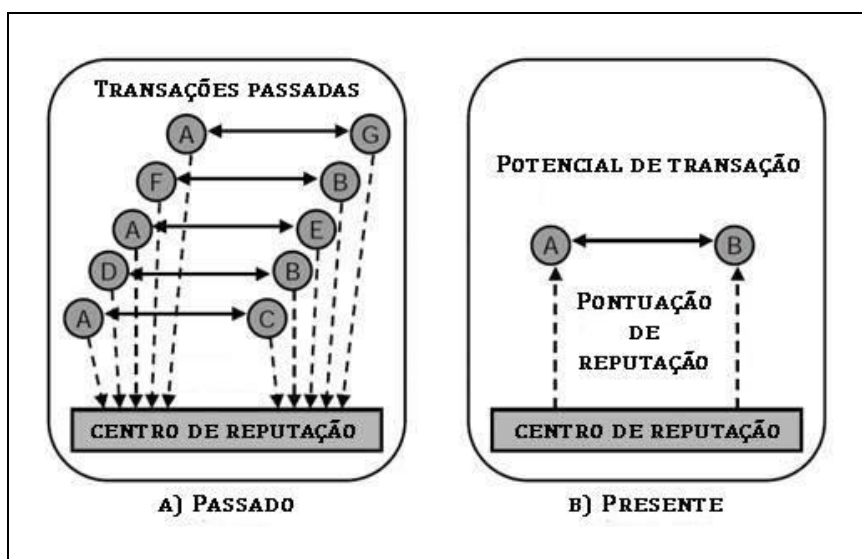 TRANSAÇÕES PASSADAS
A G
F B
A E
D B
A C
CENTRO DE REPUTAÇÃO
A) PASSADO
POTENCIAL DE TRANSAÇÃO
A B
PONTUAÇÃO
DE
REPUTAÇÃO
CENTRO DE REPUTAÇÃO
B) PRESENTE